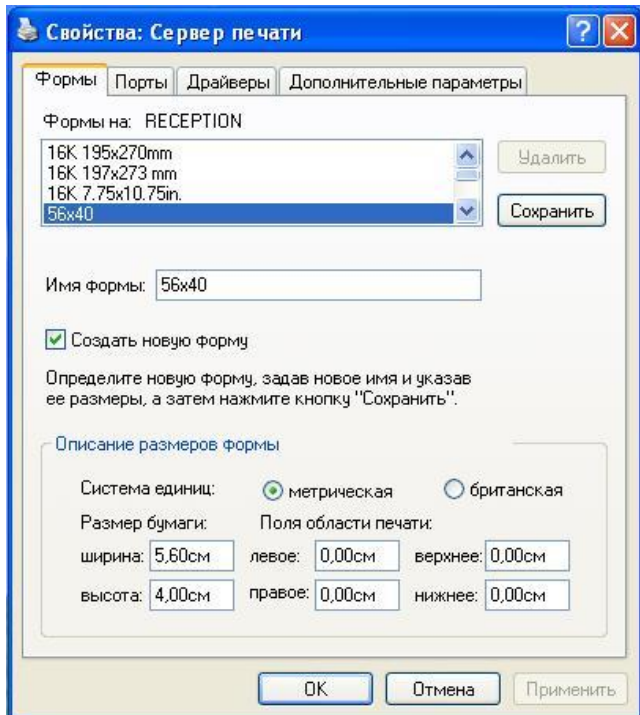 Свойства: Сервер печати
Формы Порты Драйверы Дополнительные параметры
Формы на: RECEPTION
16K 195x270mm
16K 197x273 mm
16K 7.75x10.75in.
56x40
Удалить
Сохранить
Имя формы: 56x40
Создать новую форму
Определите новую форму, задав новое имя и указав
ее размеры, а затем нажмите кнопку "Сохранить".
Описание размеров формы
Система единиц: метрическая британская
Размер бумаги: Поля области печати:
ширина: 5,60см левое: 0,00см верхнее: 0,00см
высота: 4,00см правое: 0,00см нижнее: 0,00см
OK Отмена Применить